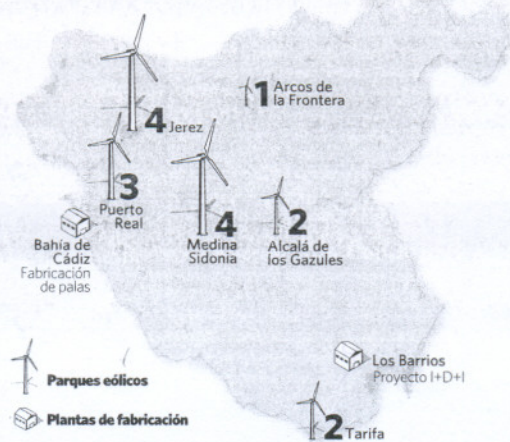 1 Arcos de
la Frontera
4 Jerez
3
Puerto
Real
4
Medina
Sidonia
2
Alcalá de
los Gazules
Bahía de
Cádiz
Fabricación
de palas
Los Barrios
Proyecto I+D+I
2 Tarifa
Parques eólicos
Plantas de fabricación